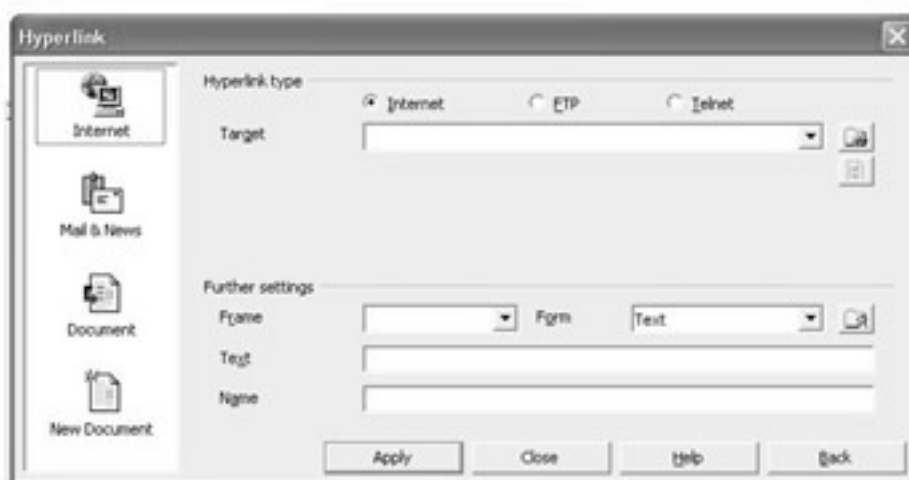 Hyperlink
Internet
Mail & News
Document
New Document
Hyperlink type
Internet FTP Telnet
Target
Further settings
Frame Form Text
Text
Name
Apply Close Help Back